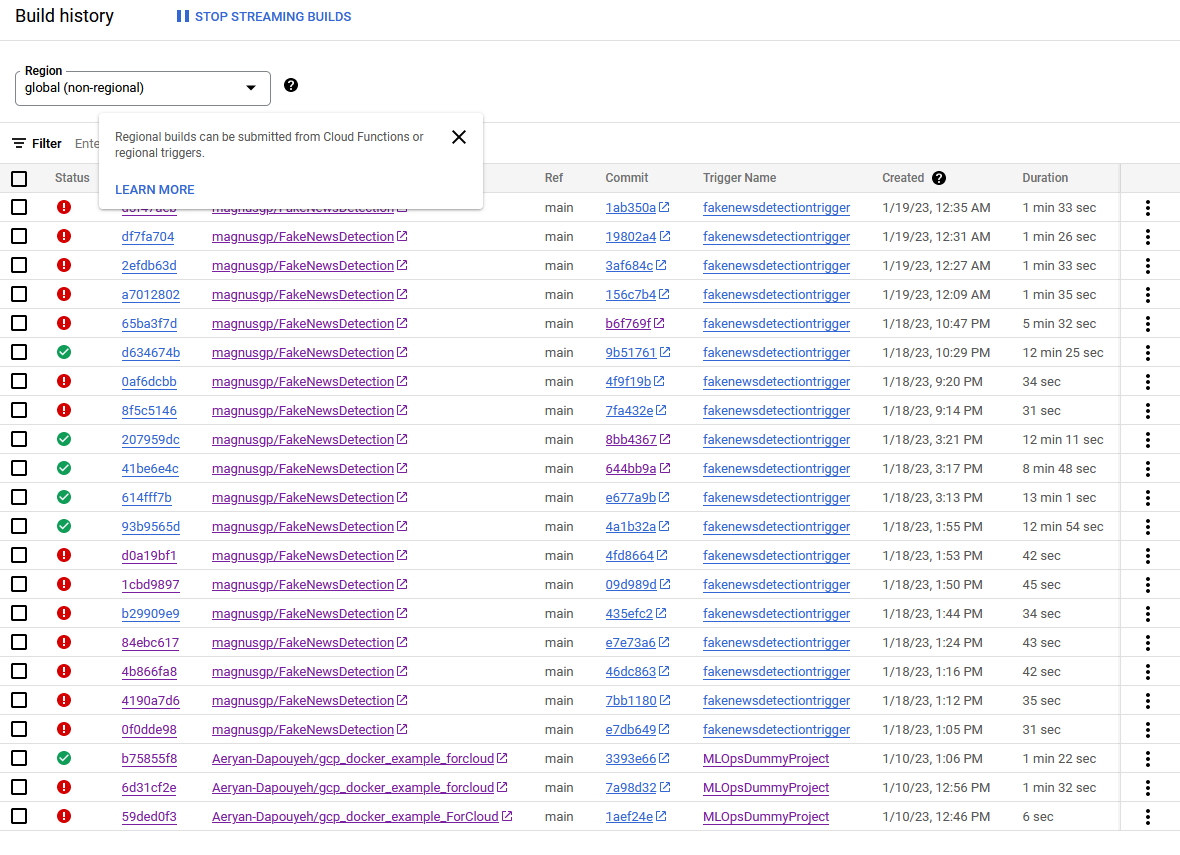 Build history STOP STREAMING BUILDS
Region
global (non-regional)
Filter Ente
Regional builds can be submitted from Cloud Functions or
regional triggers.
LEARN MORE
Status Ref Commit Trigger Name Created Duration
magnusgp/FakeNewsDetection main 1ab350a fakenewsdetectiontrigger 1/19/23, 12:35 AM 1 min 33 sec
df7fa704 magnusgp/FakeNewsDetection main 19802a4 fakenewsdetectiontrigger 1/19/23, 12:31 AM 1 min 26 sec
2efdb63d magnusgp/FakeNewsDetection main 3af684c fakenewsdetectiontrigger 1/19/23, 12:27 AM 1 min 33 sec
a7012802 magnusgp/FakeNewsDetection main 156c7b4 fakenewsdetectiontrigger 1/19/23, 12:09 AM 1 min 35 sec
65ba3f7d magnusgp/FakeNewsDetection main b6f769f fakenewsdetectiontrigger 1/18/23, 10:47 PM 5 min 32 sec
d634674b magnusgp/FakeNewsDetection main 9b51761 fakenewsdetectiontrigger 1/18/23, 10:29 PM 12 min 25 sec
0af6dcbb magnusgp/FakeNewsDetection main 4f9f19b fakenewsdetectiontrigger 1/18/23, 9:20 PM 34 sec
8f5c5146 magnusgp/FakeNewsDetection main 7fa432e fakenewsdetectiontrigger 1/18/23, 9:14 PM 31 sec
207959dc magnusgp/FakeNewsDetection main 8bb4367 fakenewsdetectiontrigger 1/18/23, 3:21 PM 12 min 11 sec
41be6e4c magnusgp/FakeNewsDetection main 644bb9a fakenewsdetectiontrigger 1/18/23, 3:17 PM 8 min 48 sec
614fff7b magnusgp/FakeNewsDetection main e677a9b fakenewsdetectiontrigger 1/18/23, 3:13 PM 13 min 1 sec
93b9565d magnusgp/FakeNewsDetection main 4a1b32a fakenewsdetectiontrigger 1/18/23, 1:55 PM 12 min 54 sec
d0a19bf1 magnusgp/FakeNewsDetection main 4fd8664 fakenewsdetectiontrigger 1/18/23, 1:53 PM 42 sec
1cbd9897 magnusgp/FakeNewsDetection main 09d989d fakenewsdetectiontrigger 1/18/23, 1:50 PM 45 sec
b29909e9 magnusgp/FakeNewsDetection main 435efc2 fakenewsdetectiontrigger 1/18/23, 1:44 PM 34 sec
84ebc617 magnusgp/FakeNewsDetection main e7e73a6 fakenewsdetectiontrigger 1/18/23, 1:24 PM 43 sec
4b866fa8 magnusgp/FakeNewsDetection main 46dc863 fakenewsdetectiontrigger 1/18/23, 1:16 PM 42 sec
4190a7d6 magnusgp/FakeNewsDetection main 7bb1180 fakenewsdetectiontrigger 1/18/23, 1:12 PM 35 sec
0f0dde98 magnusgp/FakeNewsDetection main e7db649 fakenewsdetectiontrigger 1/18/23, 1:05 PM 31 sec
b75855f8 Aeryan-Dapouyeh/gcp_docker_example_forcloud main 3393e66 MLOpsDummyProject 1/10/23, 1:06 PM 1 min 22 sec
6d31cf2e Aeryan-Dapouyeh/gcp_docker_example_forcloud main 7a98d32 MLOpsDummyProject 1/10/23, 12:56 PM 1 min 32 sec
59ded0f3 Aeryan-Dapouyeh/gcp_docker_example_ForCloud main 1aef24e MLOpsDummyProject 1/10/23, 12:46 PM 6 sec